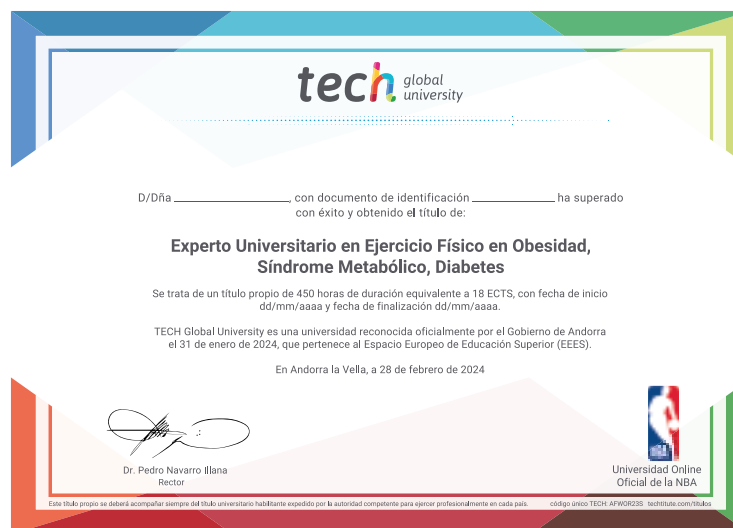 tech global university
D/Dña ____________________, con documento de identificación ______________ ha superado
con éxito y obtenido el título de:
Experto Universitario en Ejercicio Físico en Obesidad,
Síndrome Metabólico, Diabetes
Se trata de un título propio de 450 horas de duración equivalente a 18 ECTS, con fecha de inicio
dd/mm/aaaa y fecha de finalización dd/mm/aaaa.
TECH Global University es una universidad reconocida oficialmente por el Gobierno de Andorra
el 31 de enero de 2024, que pertenece al Espacio Europeo de Educación Superior (EEES).
En Andorra la Vella, a 28 de febrero de 2024
Dr. Pedro Navarro Illana
Rector
NBA
Universidad Online
Oficial de la NBA
Este título propio se deberá acompañar siempre del título universitario habilitante expedido por la autoridad competente para ejercer profesionalmente en cada país. código único TECH: AFWOR23S techtitute.com/titulos